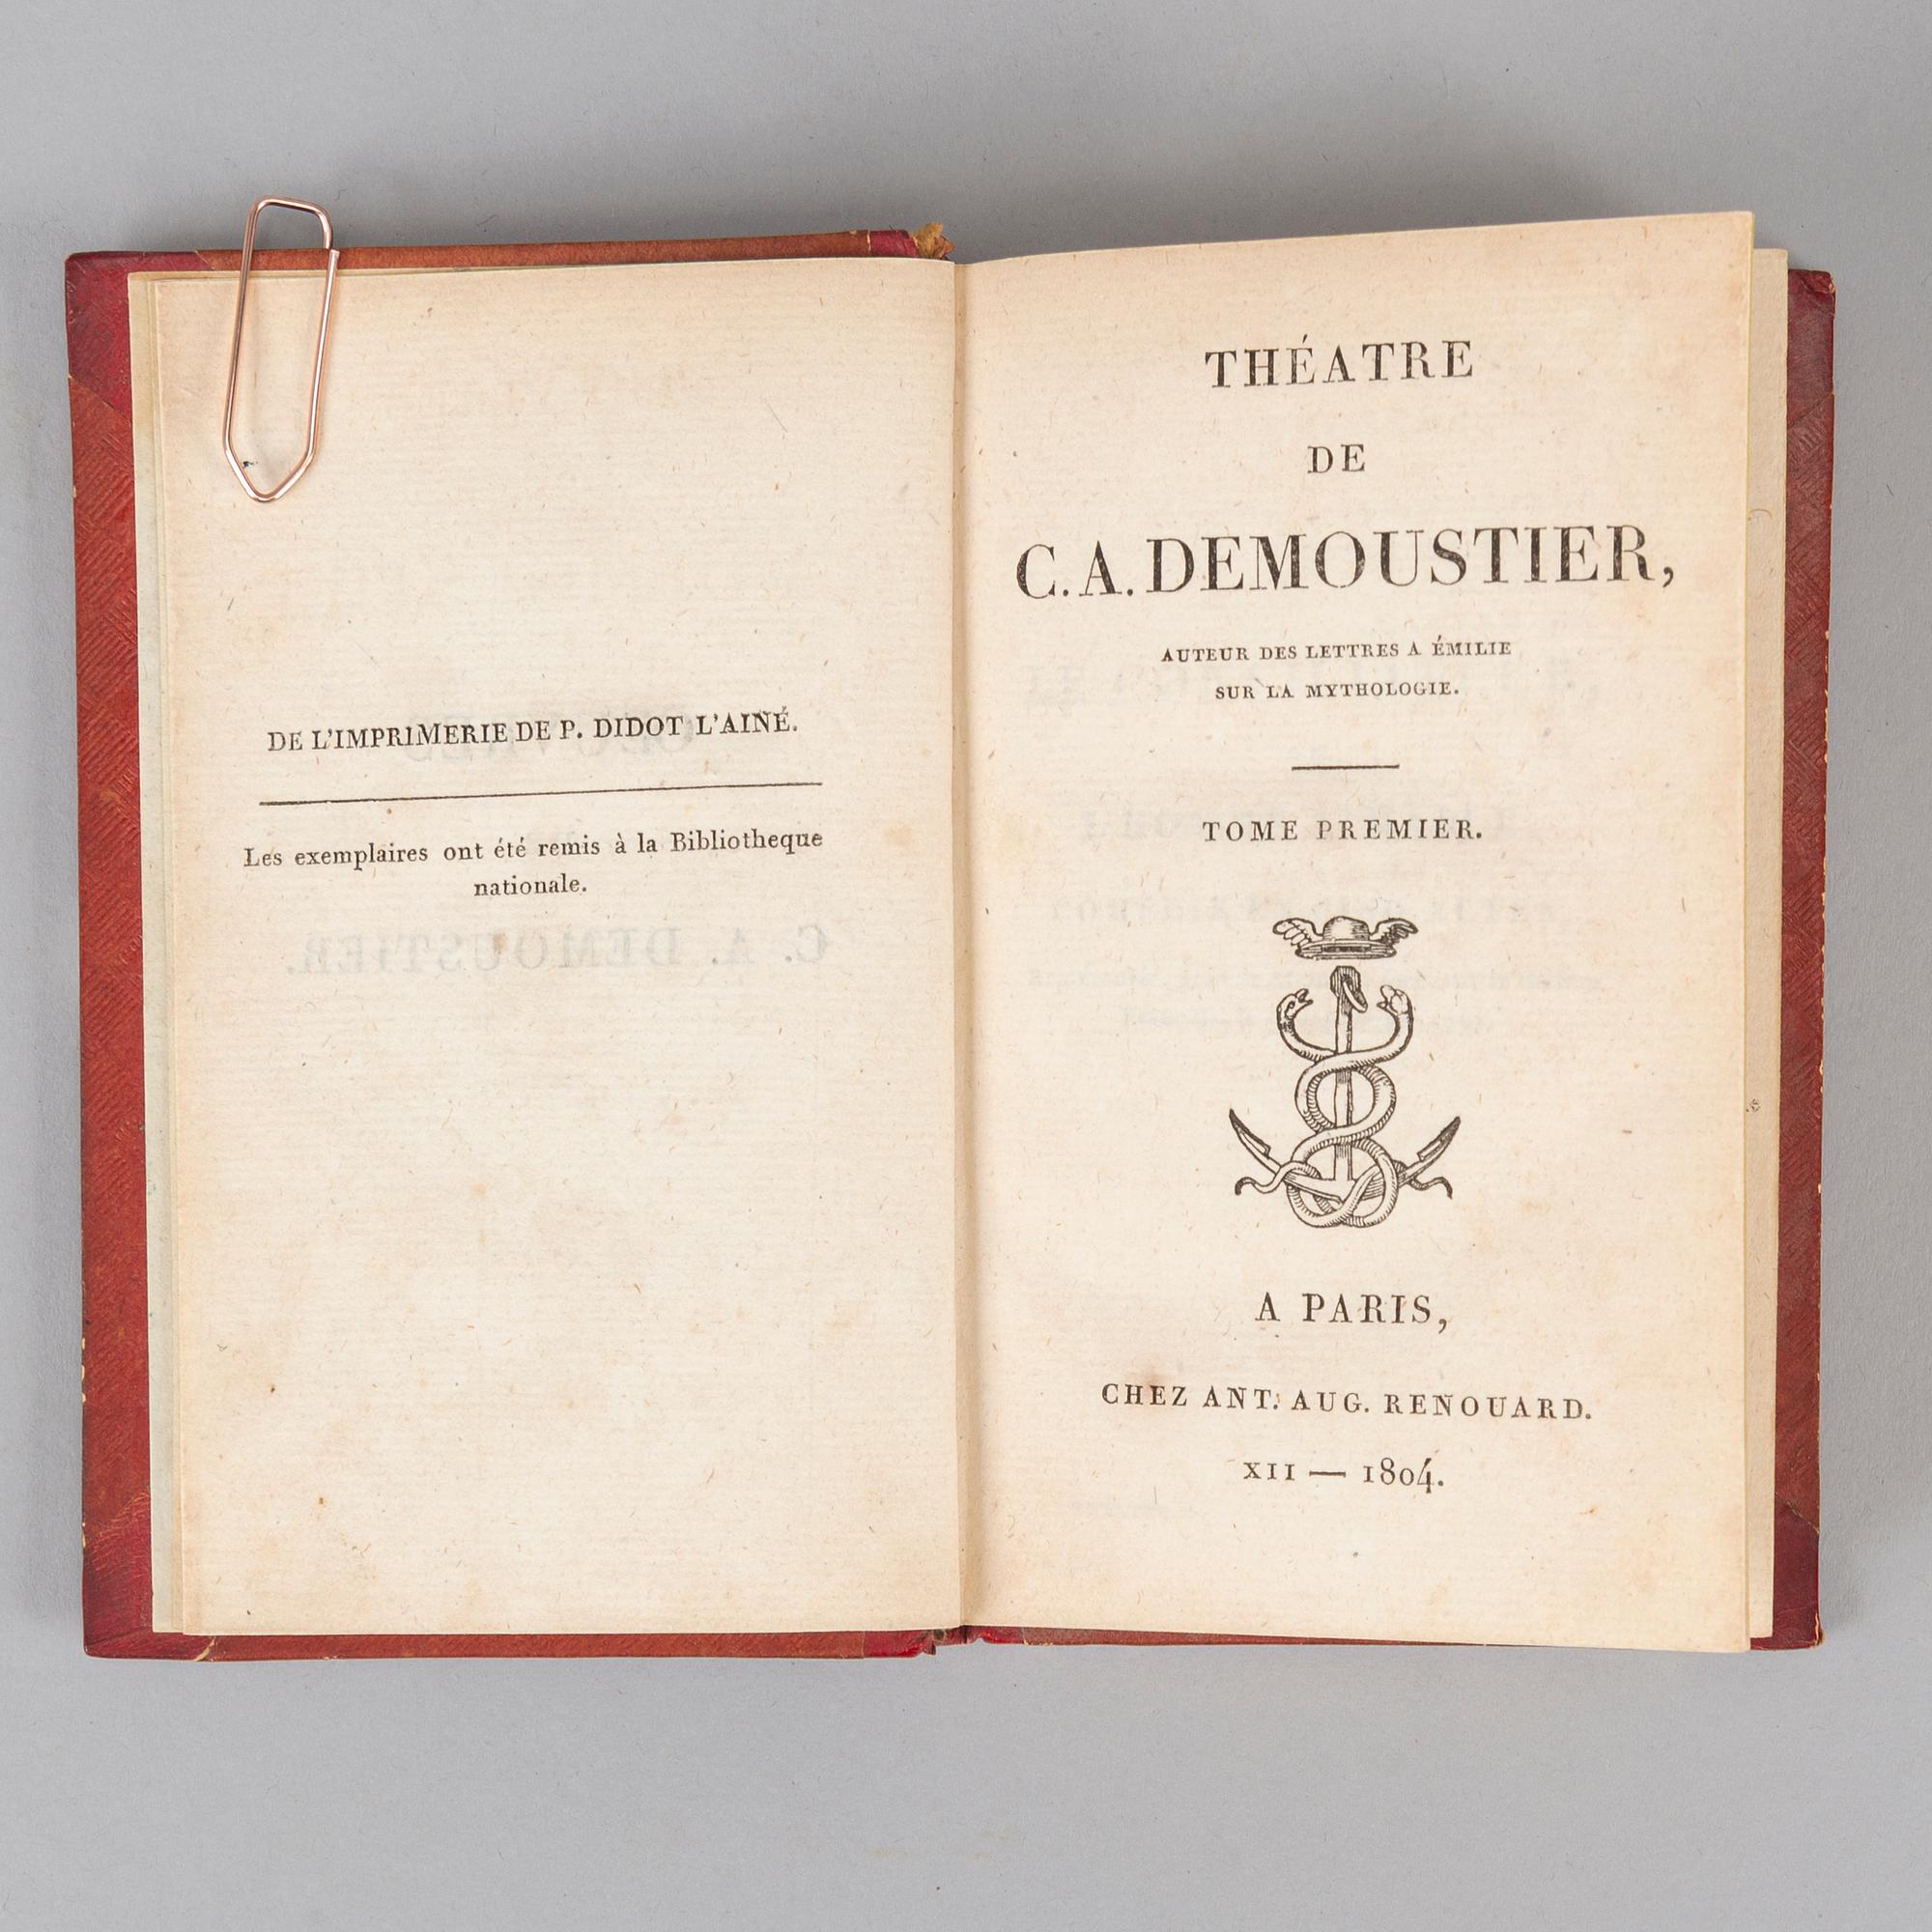 DE L'IMPRIMERIE DE P. DIDOT L'AINÉ.
Les exemplaires ont été remis à la Bibliotheque
nationale.
C. A. DEMOUSTIER.
THÉATRE
DE
C. A. DEMOUSTIER,
AUTEUR DES LETTRES A ÉMILIE
SUR LA MYTHOLOGIE.
TOME PREMIER.
A PARIS,
CHEZ ANT. AUG. RENOUARD.
XII — 1804.